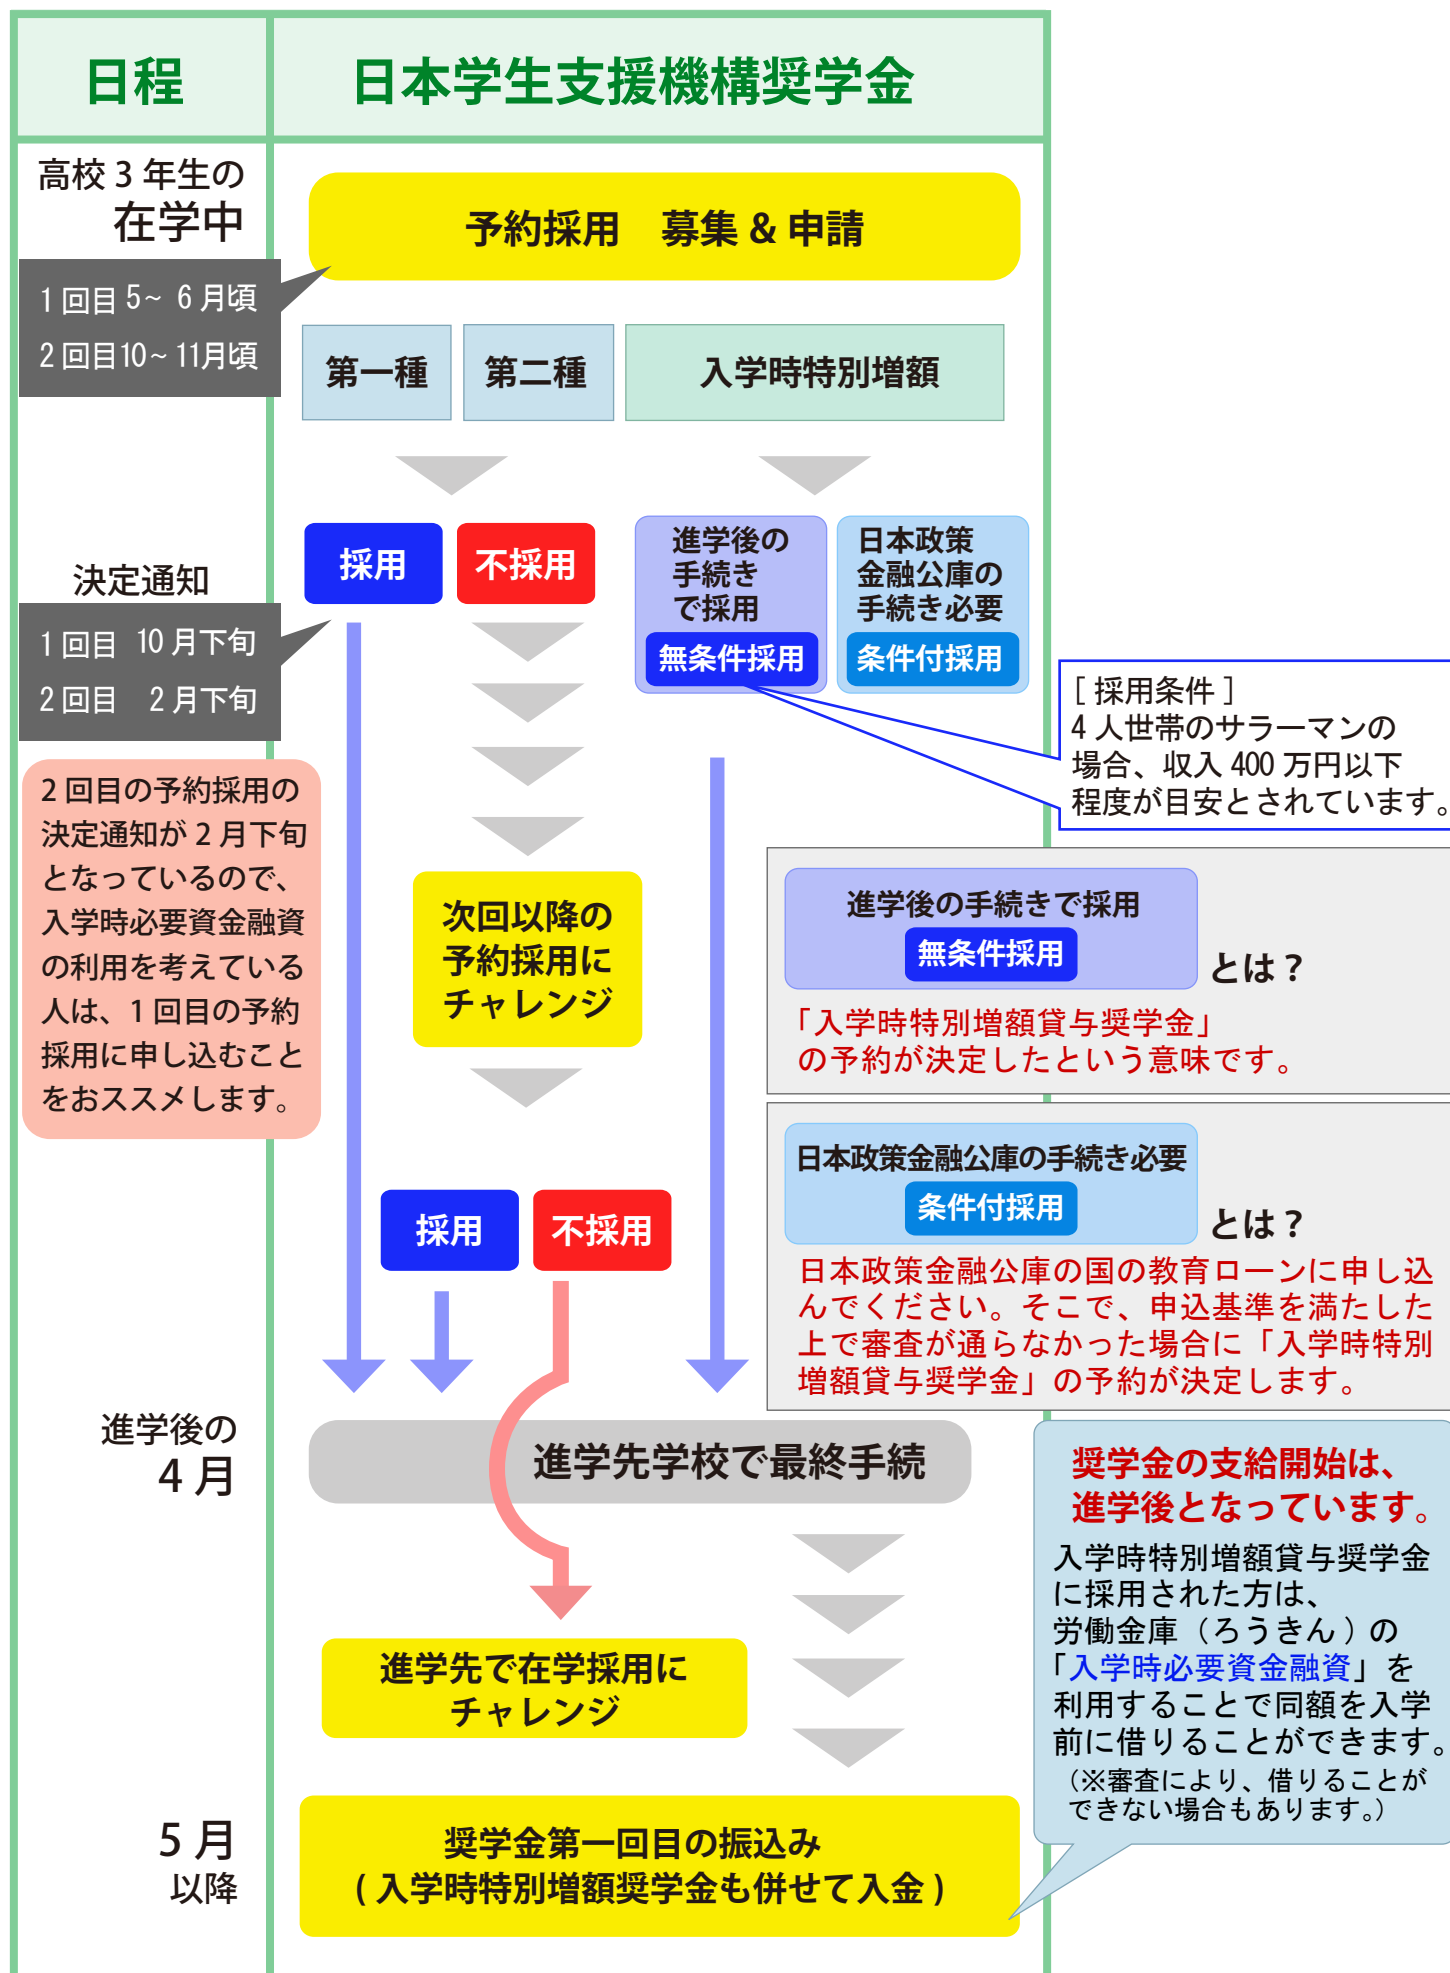 日程
日本学生支援機構奨学金
高校3年生の
在学中
予約採用　募集&申請
1回目 5~ 6月頃
2回目10~11月頃
第一種
第二種
入学時特別増額
採用
不採用
進学後の
手続き
で採用
無条件採用
日本政策
金融公庫の
手続き必要
条件付採用
決定通知
1回目 10月下旬
2回目 2月下旬
[採用条件]
4人世帯のサラーマンの
場合、収入400万円以下
程度が目安とされています。
2回目の予約採用の
決定通知が2月下旬
となっているので、
入学時必要資金融資
の利用を考えている
人は、1回目の予約
採用に申し込むこと
をおススメします。
次回以降の
予約採用に
チャレンジ
進学後の手続きで採用
無条件採用
とは?
「入学時特別増額貸与奨学金」
の予約が決定したという意味です。
日本政策金融公庫の手続き必要
条件付採用
とは?
日本政策金融公庫の国の教育ローンに申し込
んでください。そこで、申込基準を満たした
上で審査が通らなかった場合に「入学時特別
増額貸与奨学金」の予約が決定します。
採用
不採用
進学後の
4月
進学先学校で最終手続
奨学金の支給開始は、
進学後となっています。
入学時特別増額貸与奨学金
に採用された方は、
労働金庫（ろうきん）の
「入学時必要資金融資」を
利用することで同額を入学
前に借りることができます。
（※審査により、借りることが
できない場合もあります。）
進学先で在学採用に
チャレンジ
5月
以降
奨学金第一回目の振込み
(入学時特別増額奨学金も併せて入金)